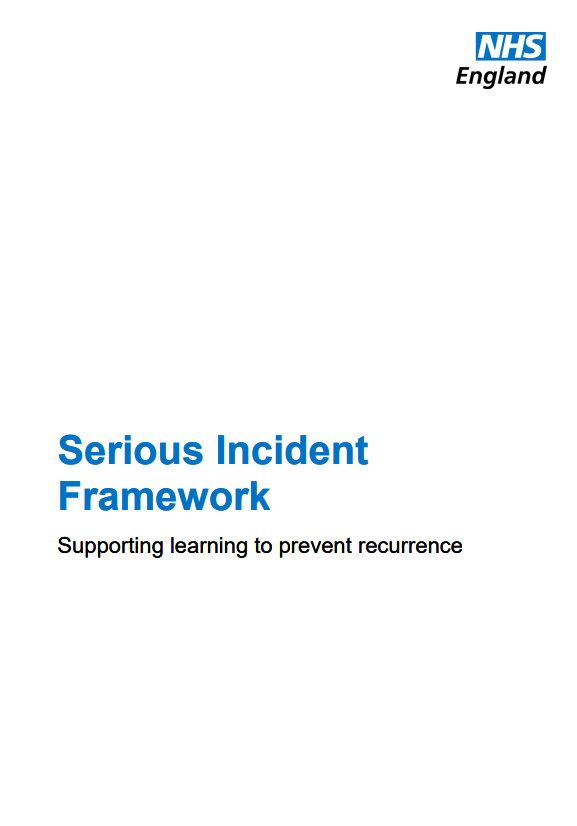 NHS
England
Serious Incident
Framework
Supporting learning to prevent recurrence